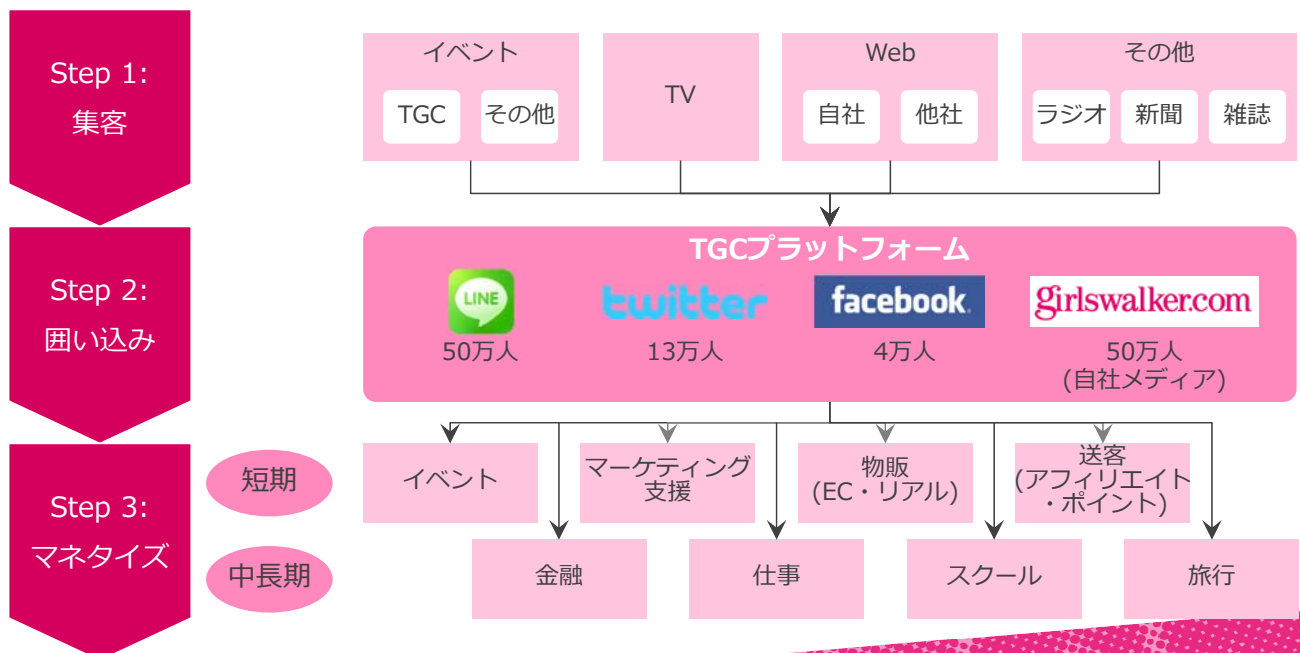 Step 1:
集客
イベント
TGC
その他
TV
Web
自社
他社
その他
ラジオ
新聞
雑誌
Step 2:
囲い込み
TGCプラットフォーム
LINE
twitter
facebook.
girlswalker.com
50万人
13万人
4万人
50万人
(自社メディア)
Step 3:
マネタイズ
短期
イベント
マーケティング
支援
物販
(EC・リアル)
送客
(アフィリエイト
・ポイント)
中長期
金融
仕事
スクール
旅行